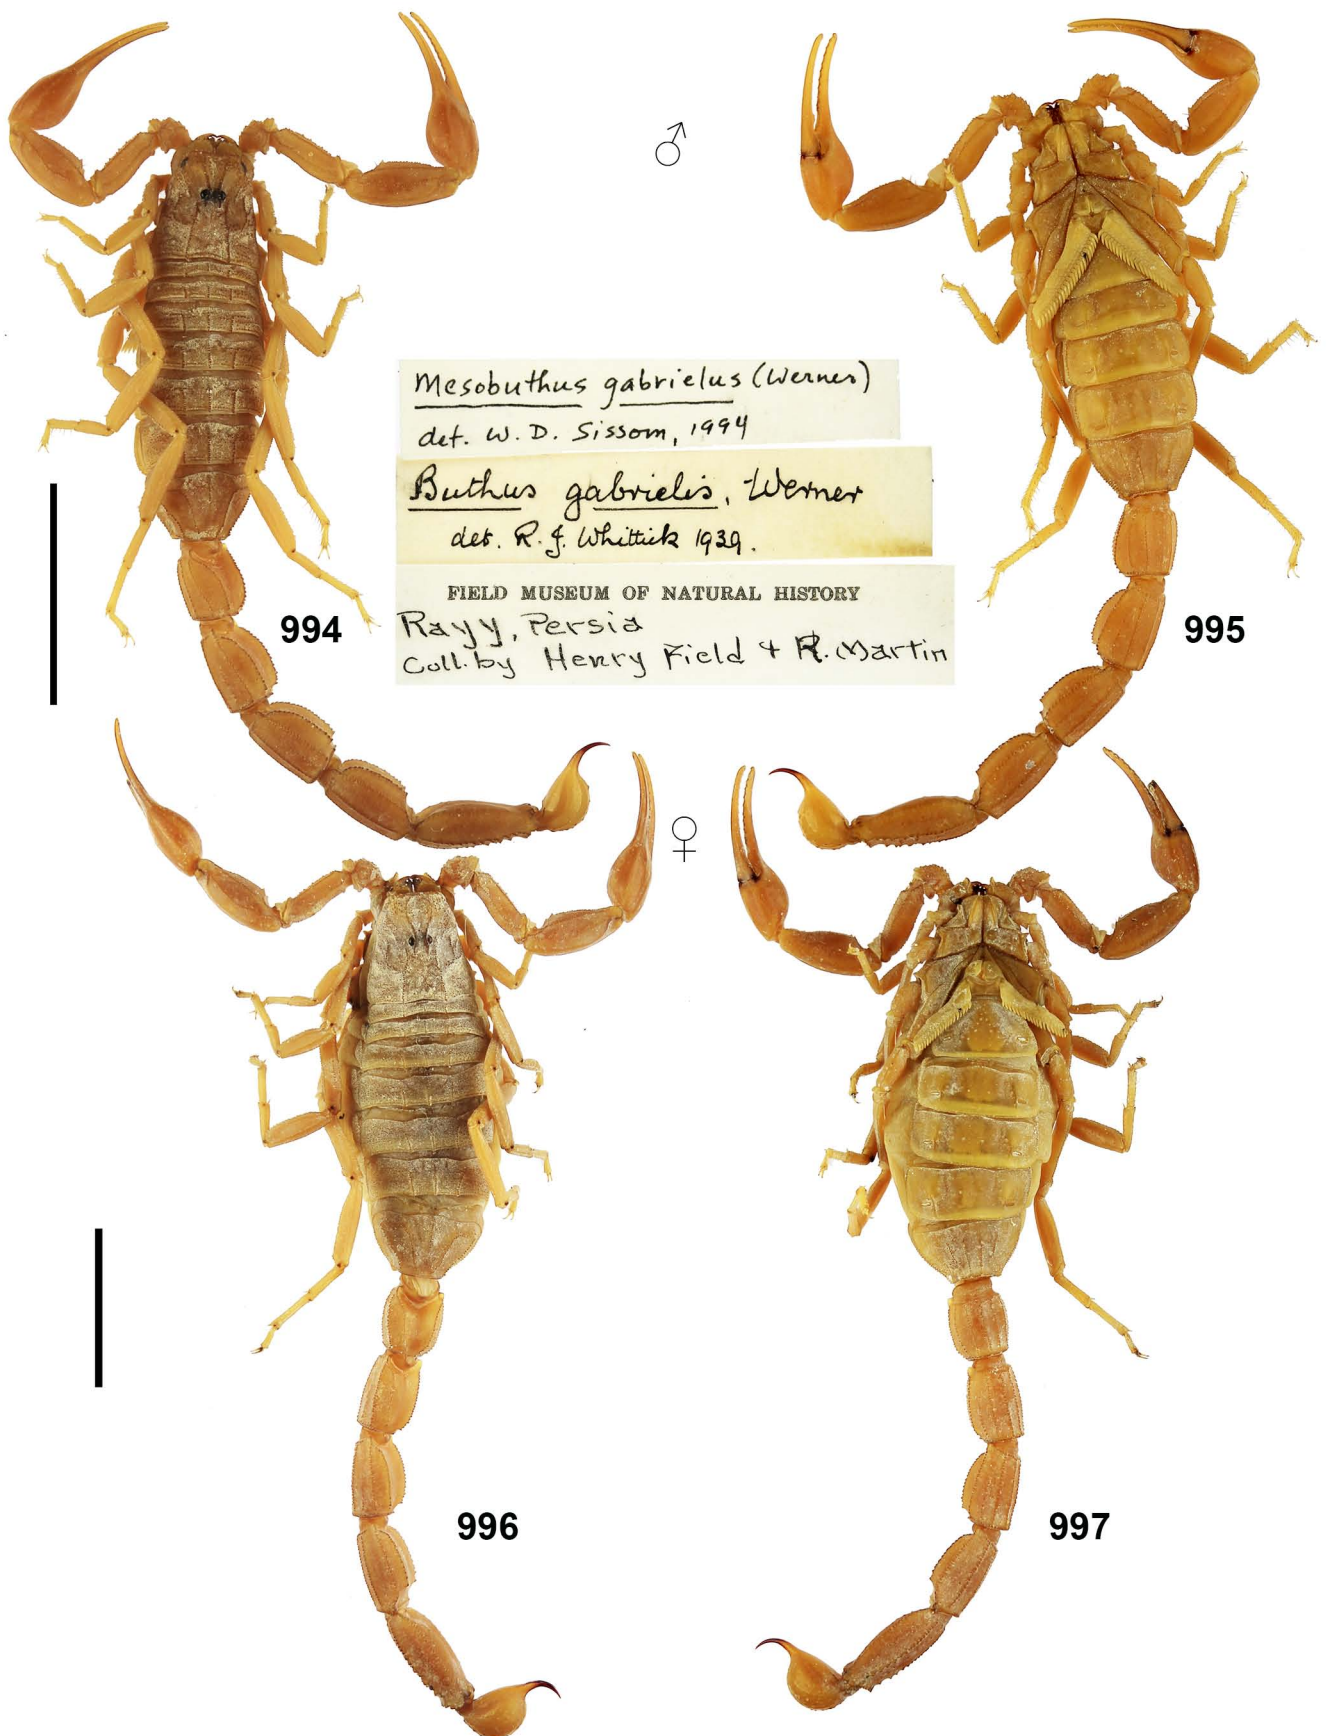 ♂
Mesobuthus gabrielus (Werner)
det. W. D. Sissom, 1994
Buthus gabrielis, Werner
det. R. J. Whittick 1939.
FIELD MUSEUM OF NATURAL HISTORY
Rayy, Persia
Coll. by Henry Field & R. Martin
994
995
♀
996
997